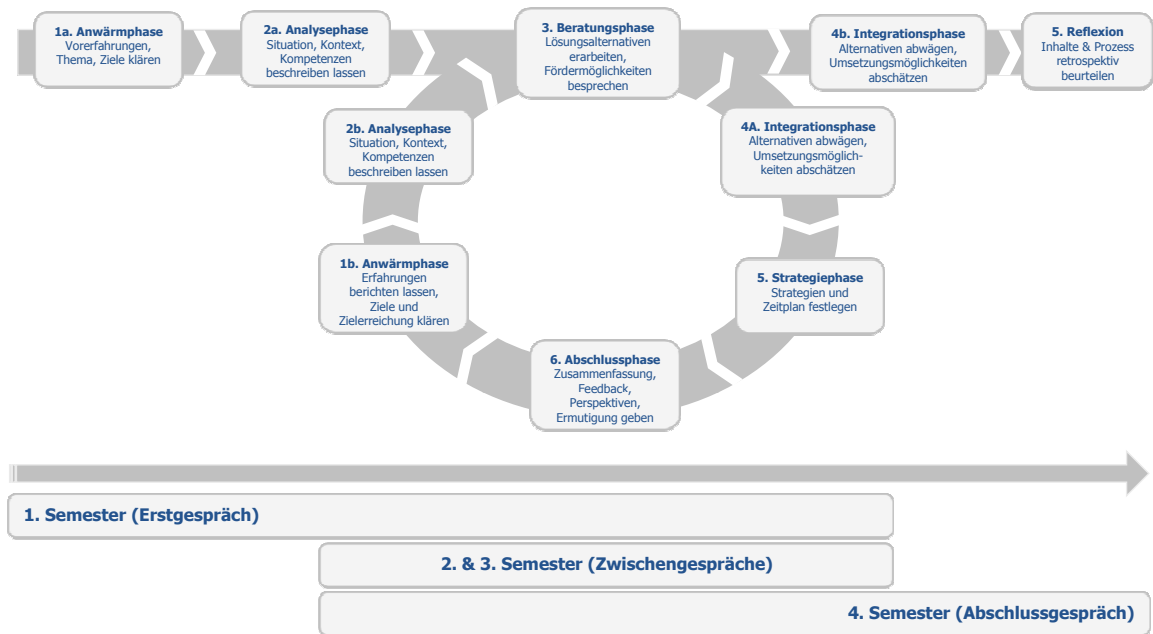 1a. Anwärmphase
Vorerfahrungen,
Thema, Ziele klären
2a. Analysephase
Situation, Kontext,
Kompetenzen
beschreiben lassen
3. Beratungsphase
Lösungsalternativen
erarbeiten,
Fördermöglichkeiten
besprechen
4b. Integrationsphase
Alternativen abwägen,
Umsetzungsmöglichkeiten
abschätzen
5. Reflexion
Inhalte & Prozess
retrospektiv
beurteilen
2b. Analysephase
Situation, Kontext,
Kompetenzen
beschreiben lassen
4A. Integrationsphase
Alternativen abwägen,
Umsetzungsmöglich-
keiten abschätzen
1b. Anwärmphase
Erfahrungen
berichten lassen,
Ziele und
Zielerreichung klären
5. Strategiephase
Strategien und
Zeitplan festlegen
6. Abschlussphase
Zusammenfassung,
Feedback,
Perspektiven,
Ermutigung geben
1. Semester (Erstgespräch)
2. & 3. Semester (Zwischengespräche)
4. Semester (Abschlussgespräch)